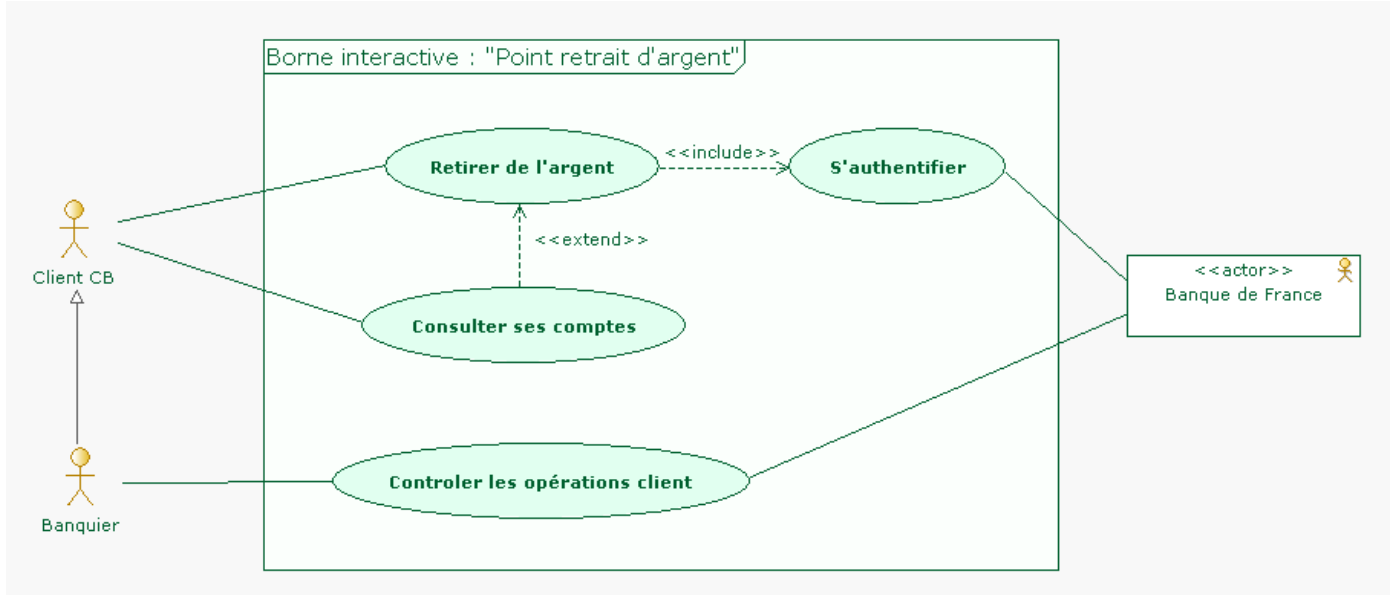 Borne interactive : "Point retrait d'argent"
Retirer de l'argent
<<include>>
S'authentifier
<<extend>>
Client CB
<<actor>>
Banque de France
Consulter ses comptes
Controler les opérations client
Banquier